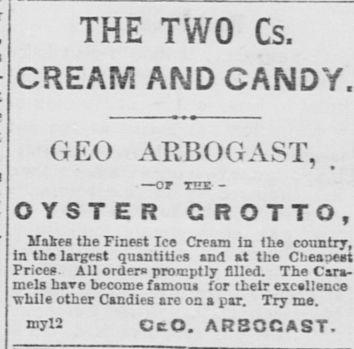 THE TWO Cs.
CREAM AND CANDY.
GEO ARBOGAST,
—OF THE -
OYSTER GROTTO,
Makes the Finest Ice Cream in the country,
in the largest quantities and at the Cheapest
Prices. All orders promptly filled. The Cara-
mels have become famous for their excellence
while other Candies are on a par. Try me.
my12 GEO. ARBOGAST.